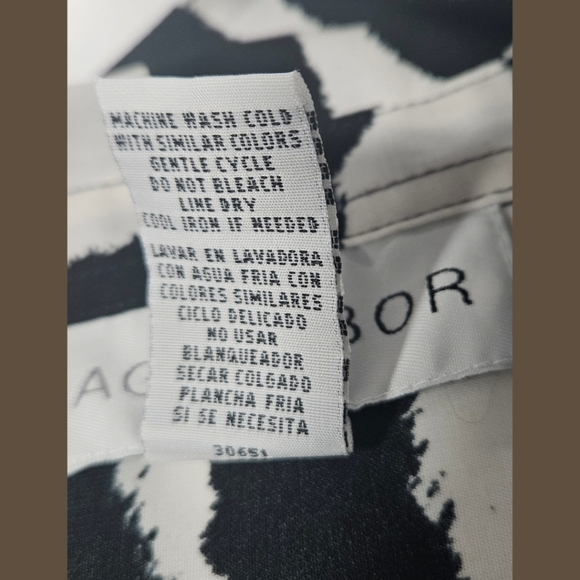 MACHINE WASH COLD
WITH SIMILAR COLORS
GENTLE CYCLE
DO NOT BLEACH
LINE DRY
COOL IRON IF NEEDED
LAVAR EN LAVADORA
CON AGUA FRIA CON
COLORES SIMILARES
CICLO DELICADO
NO USAR
BLANQUEADOR
SECAR COLGADO
PLANCHA FRIA
SI SE NECESITA
30651
AG BOR